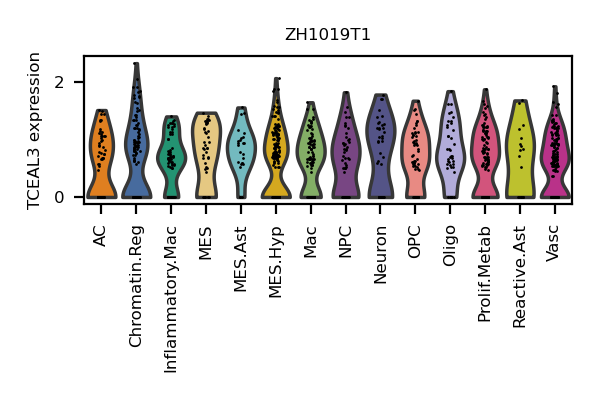 ZH1019T1
TCEAL3 expression
2
0
AC
Chromatin.Reg
Inflammatory.Mac
MES
MES.Ast
MES.Hyp
Mac
NPC
Neuron
OPC
Oligo
Prolif.Metab
Reactive.Ast
Vasc